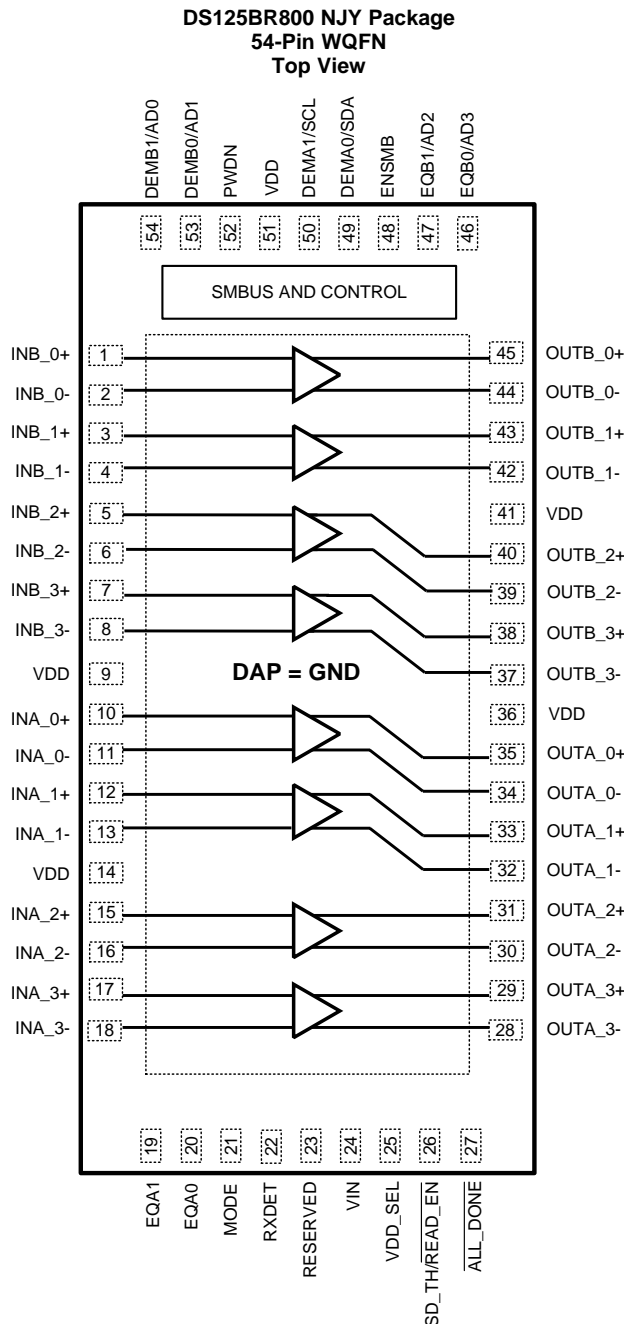 DS125BR800 NJY Package
54-Pin WQFN
Top View
DEMB1/AD0
DEMB0/AD1
PWDN
VDD
DEMA1/SCL
DEMA0/SDA
ENSMB
EQB1/AD2
EQB0/AD3
54
53
52
51
50
49
48
47
46
SMBUS AND CONTROL
INB_0+ 1 45 OUTB_0+
INB_0- 2 44 OUTB_0-
INB_1+ 3 43 OUTB_1+
INB_1- 4 42 OUTB_1-
INB_2+ 5 41 VDD
INB_2- 6 40 OUTB_2+
39 OUTB_2-
INB_3+ 7
INB_3- 8 38 OUTB_3+
VDD 9 DAP = GND 37 OUTB_3-
INA_0+ 10 36 VDD
INA_0- 11 35 OUTA_0+
INA_1+ 12 34 OUTA_0-
INA_1- 13 33 OUTA_1+
VDD 14 32 OUTA_1-
INA_2+ 15 31 OUTA_2+
INA_2- 16 30 OUTA_2-
INA_3+ 17 29 OUTA_3+
INA_3- 18 28 OUTA_3-
19
20
21
22
23
24
25
26
27
EQA1
EQA0
MODE
RXDET
RESERVED
VIN
VDD_SEL
SD_TH/READ_EN
ALL_DONE